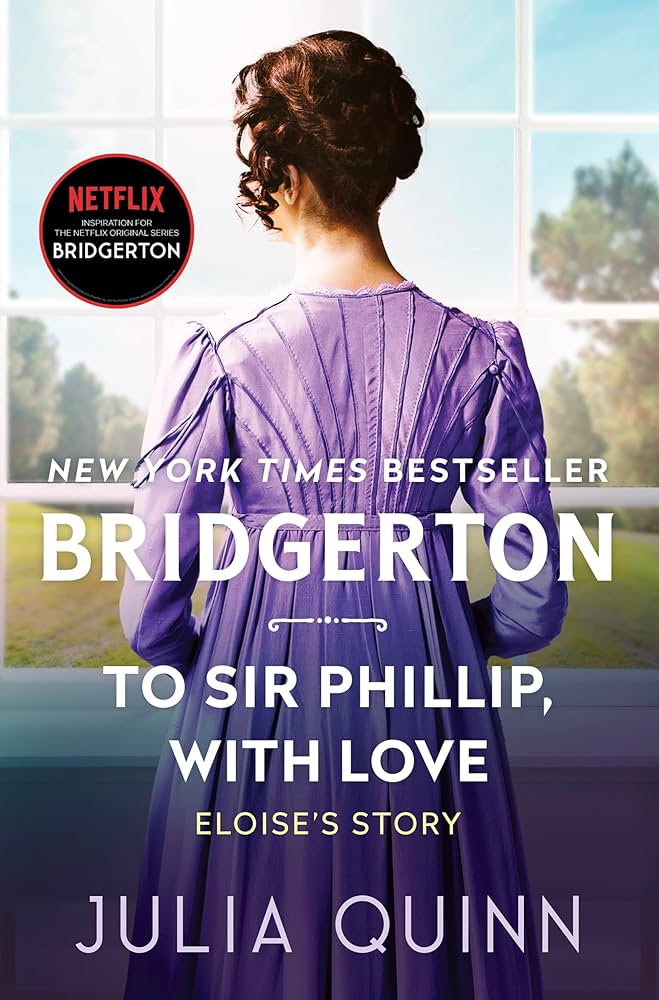 NETFLIX
INSPIRATION FOR
THE NETFLIX ORIGINAL SERIES
BRIDGERTON
NEW YORK TIMES BESTSELLER
BRIDGERTON
TO SIR PHILLIP,
WITH LOVE
ELOISE'S STORY
JULIA QUINN